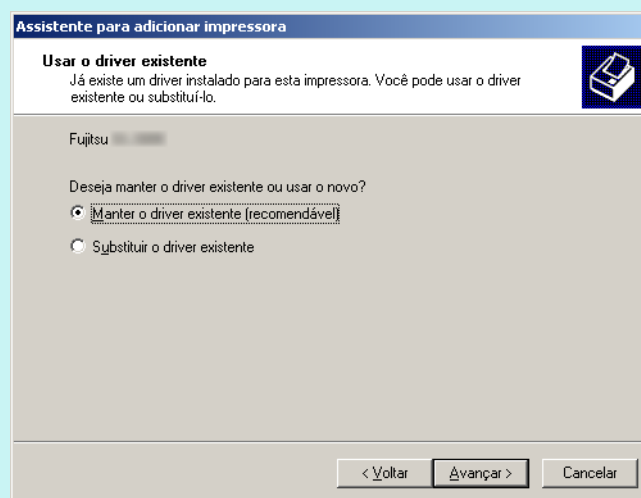 Assistente para adicionar impressora
Usar o driver existente
Já existe um driver instalado para esta impressora. Você pode usar o driver
existente ou substituí-lo.
Fujitsu
Deseja manter o driver existente ou usar o novo?
Manter o driver existente (recomendável)
Substituir o driver existente
< Voltar Avançar > Cancelar